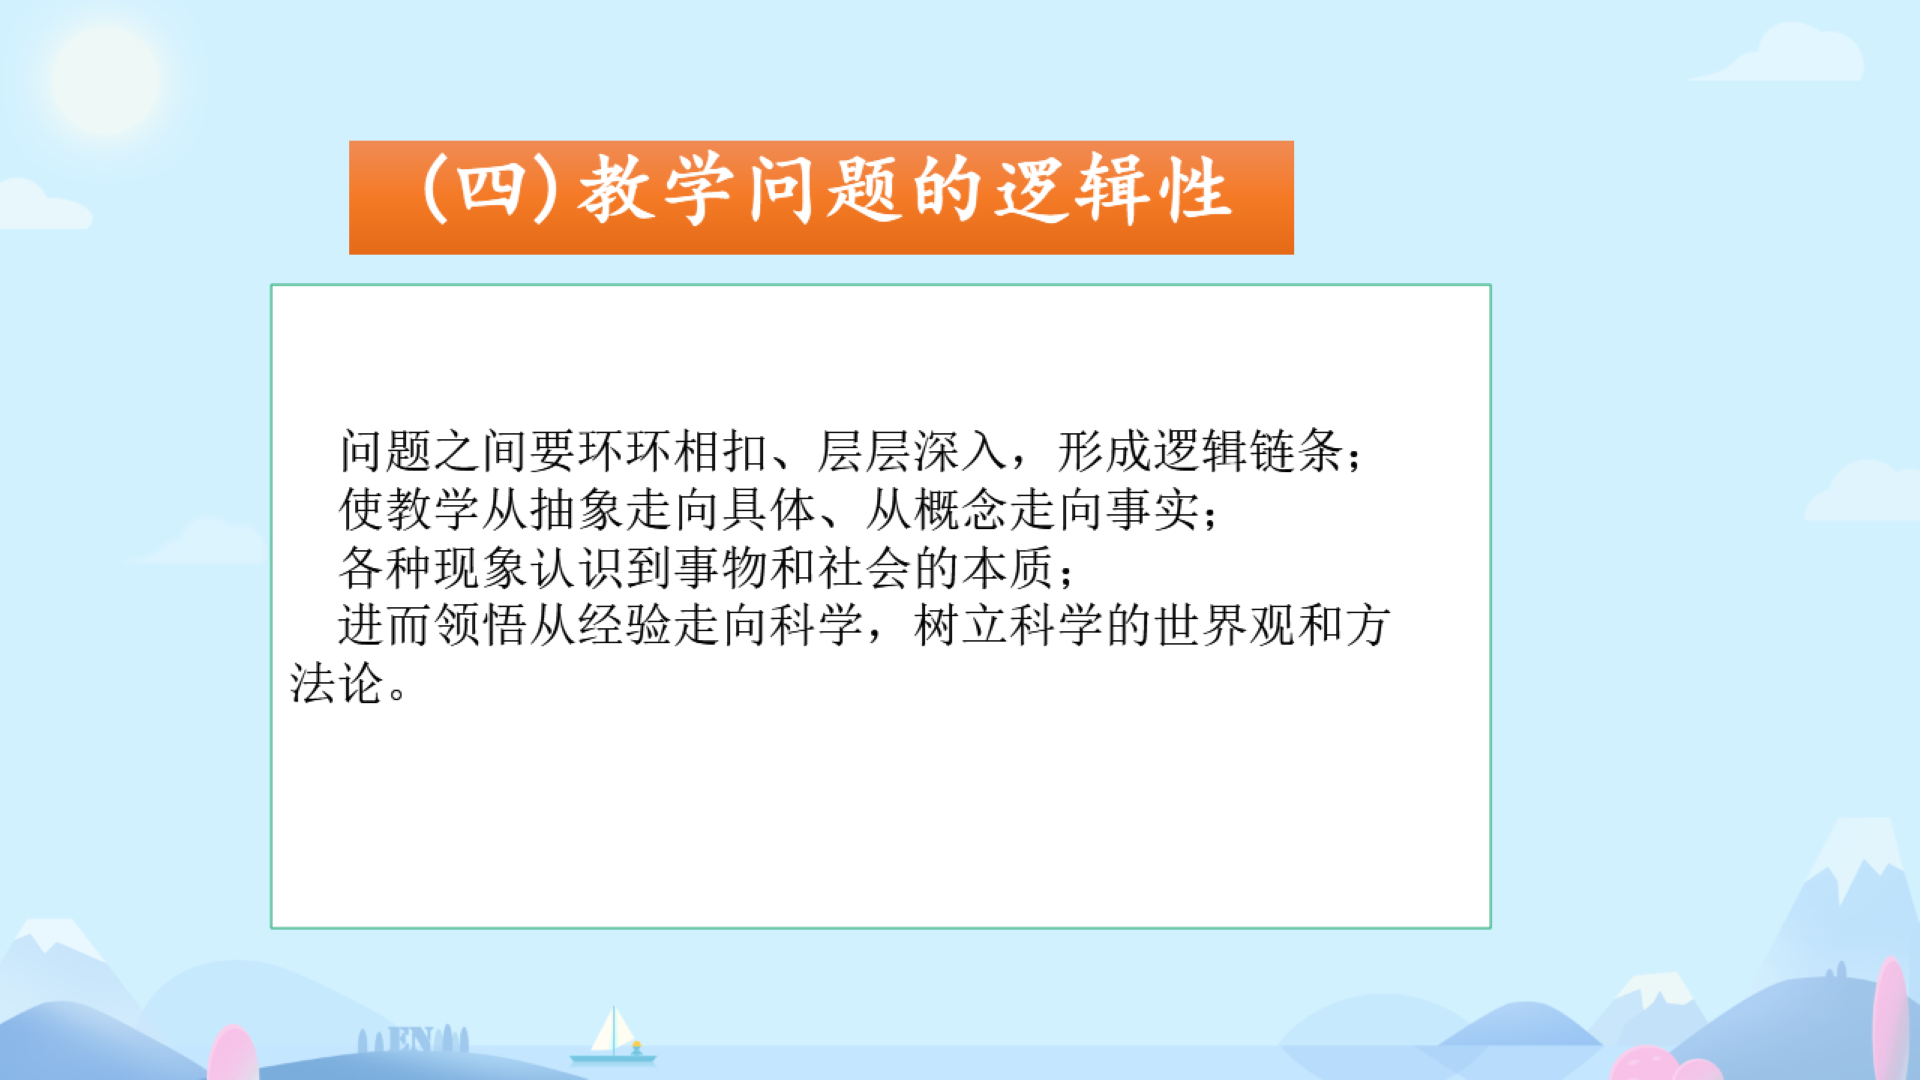 (四)教学问题的逻辑性
问题之间要环环相扣、层层深入，形成逻辑链条；
使教学从抽象走向具体、从概念走向事实；
各种现象认识到事物和社会的本质；
进而领悟从经验走向科学，树立科学的世界观和方
法论。
EN